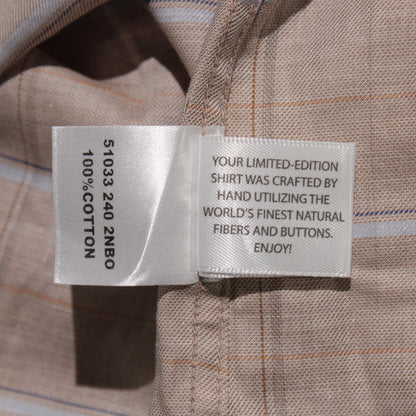 51033 240 2NBO
100%COTTON
YOUR LIMITED-EDITION
SHIRT WAS CRAFTED BY
HAND UTILIZING THE
WORLD'S FINEST NATURAL
FIBERS AND BUTTONS.
ENJOY!